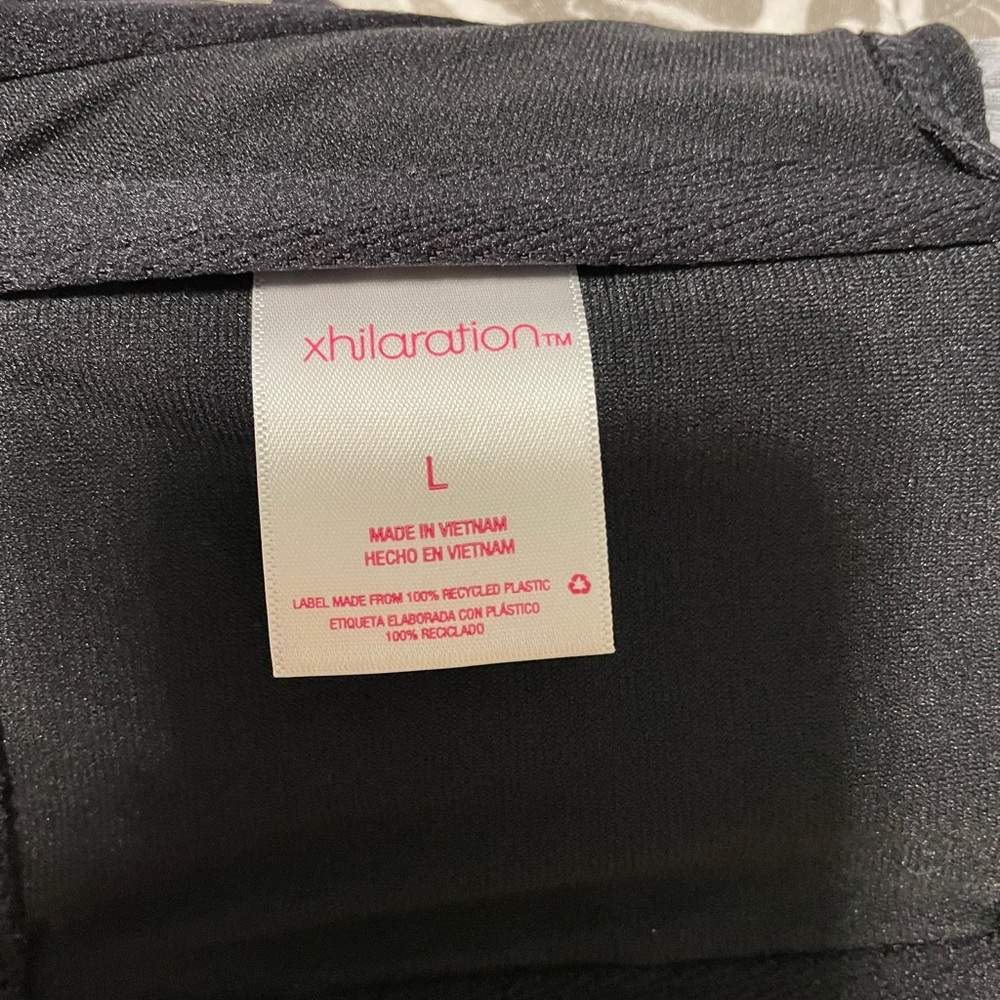 xhilaration™
L
MADE IN VIETNAM
HECHO EN VIETNAM
LABEL MADE FROM 100% RECYCLED PLASTIC
ETIQUETA ELABORADA CON PLÁSTICO
100% RECICLADO